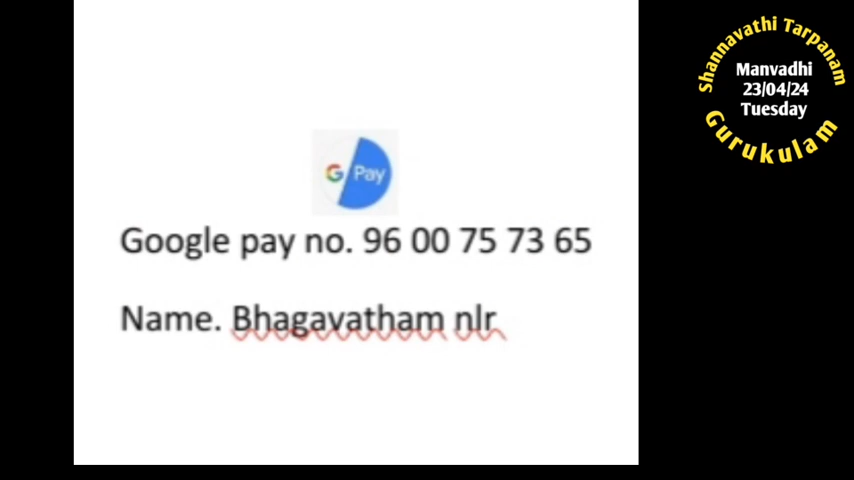 G Pay
Google pay no. 96 00 75 73 65
Name. Bhagavatham nlr
Shannavathi Tarpanam
Manvadhi
23/04/24
Tuesday
Gurukulam